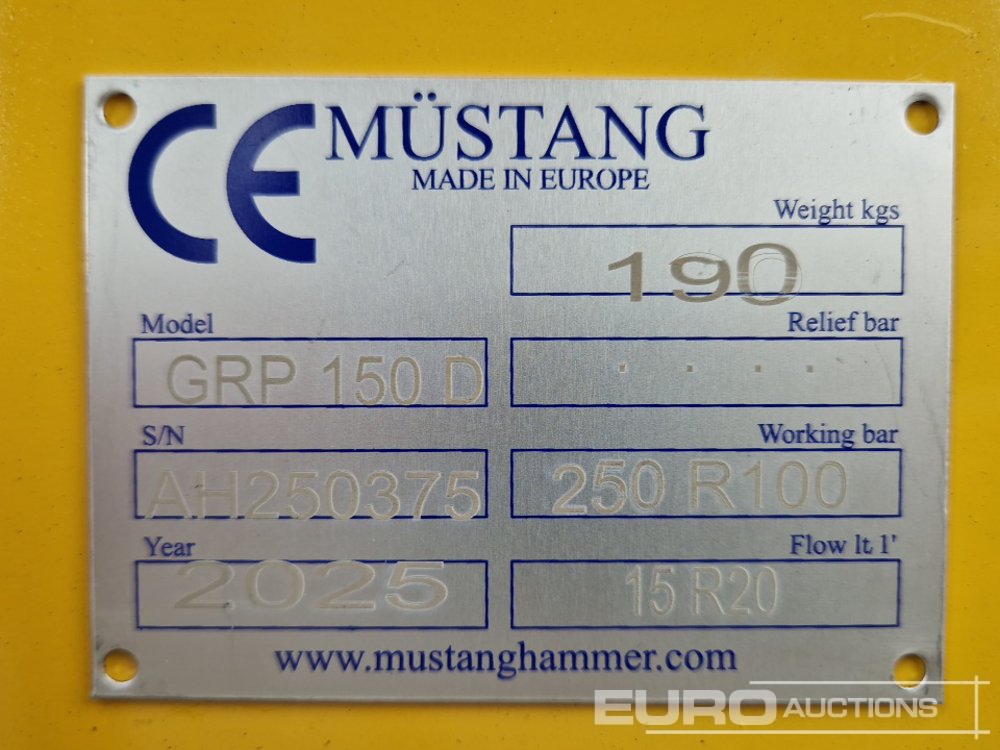 CE MÜSTANG
MADE IN EUROPE
Weight kgs
190
Model
GRP 150 D
Relief bar
. . . .
S/N
AH250375
Working bar
250 R100
Year
2025
Flow lt 1'
15 R20
www.mustanghammer.com
EURO AUCTIONS